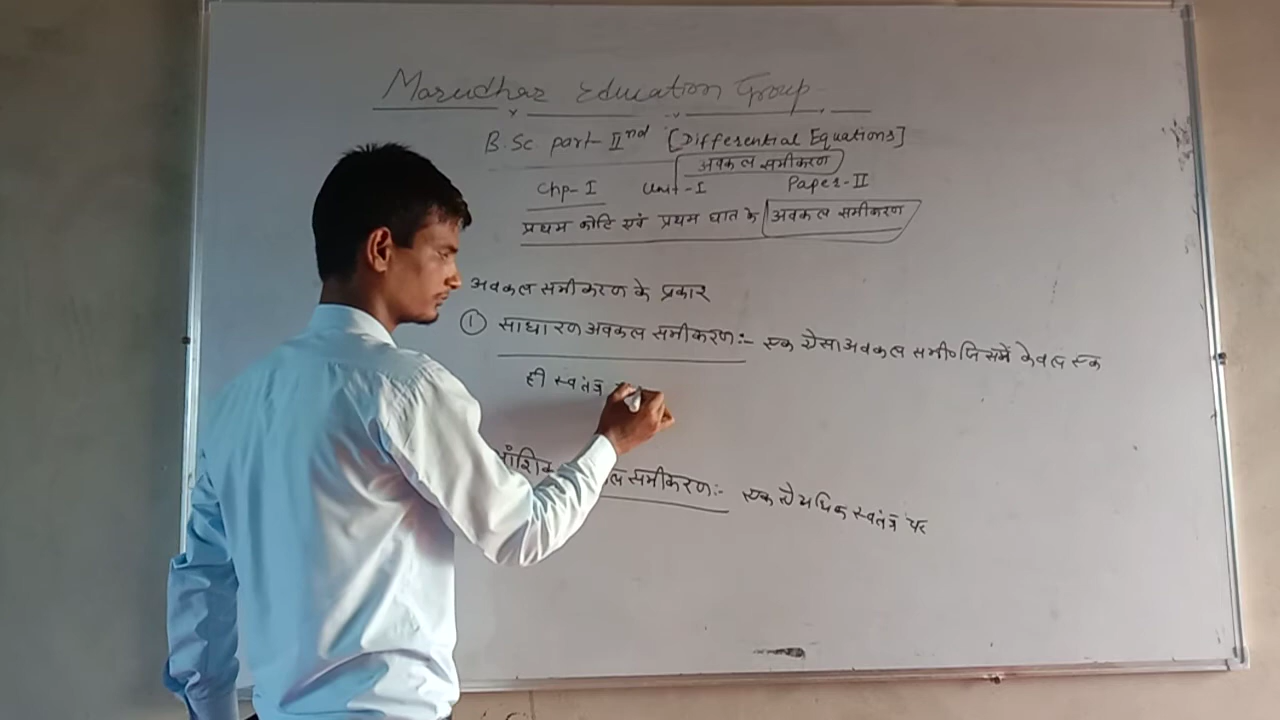 Marudhar Education Group
B.Sc. part-IInd [Differential Equations]
अवकल समीकरण
Chp-I Unit-I Paper-II
प्रथम कोटि एवं प्रथम घात के अवकल समीकरण
अवकल समीकरण के प्रकार
① साधारण अवकल समीकरण:- एक ऐसा अवकल समी० जिसमें केवल एक
ही स्वतंत्र
समीकरण:- एक से अधिक स्वतंत्र